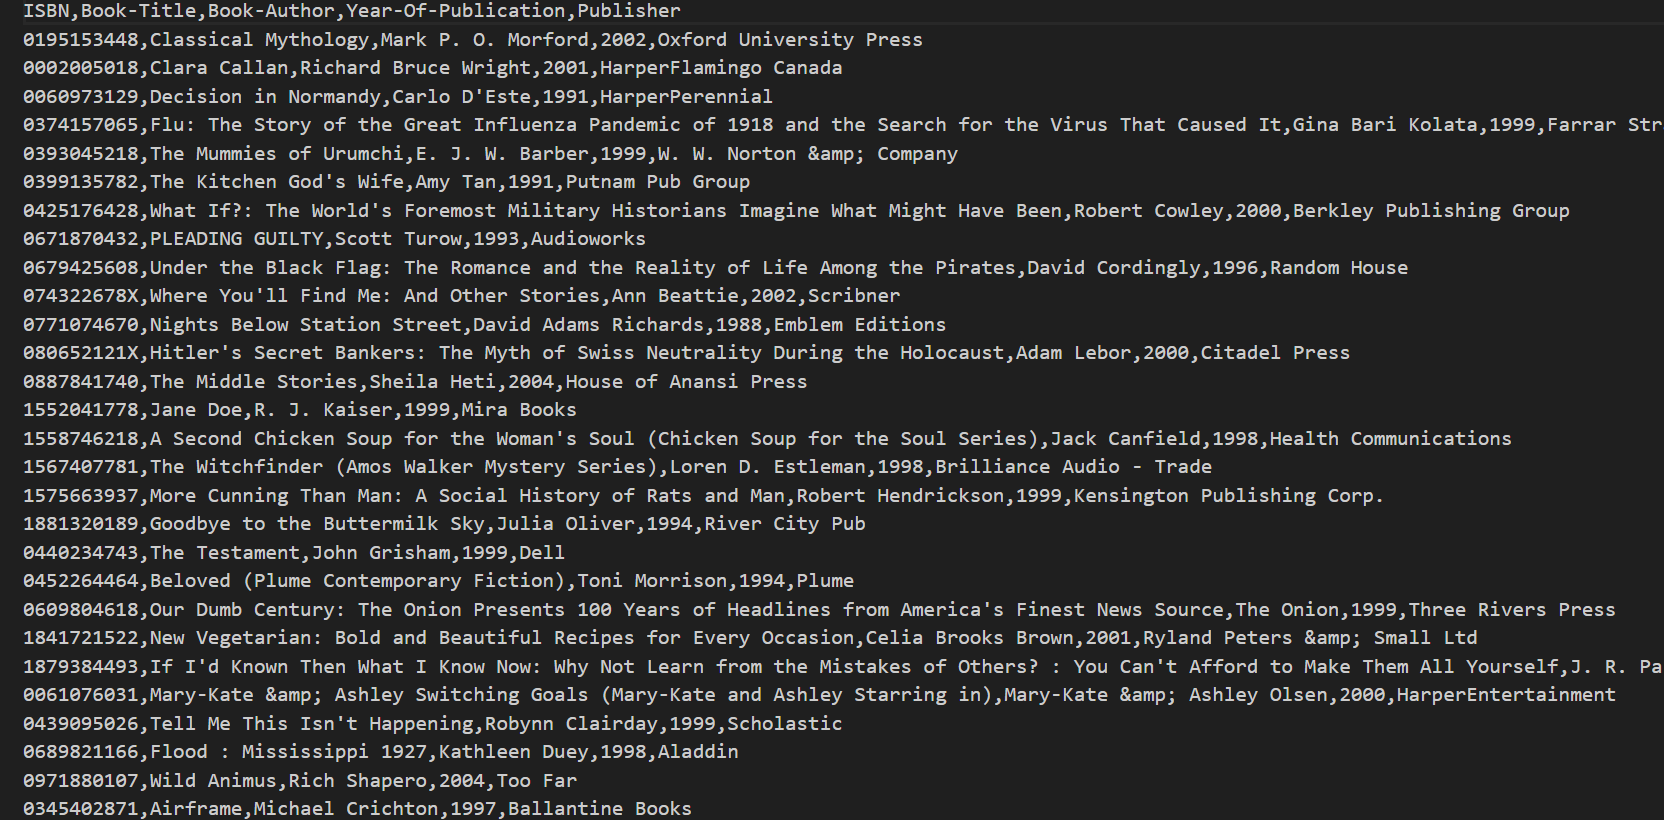 ISBN,Book-Title,Book-Author,Year-Of-Publication,Publisher
0195153448,Classical Mythology,Mark P. O. Morford,2002,Oxford University Press
0002005018,Clara Callan,Richard Bruce Wright,2001,HarperFlamingo Canada
0060973129,Decision in Normandy,Carlo D'Este,1991,HarperPerennial
0374157065,Flu: The Story of the Great Influenza Pandemic of 1918 and the Search for the Virus That Caused It,Gina Bari Kolata,1999,Farrar Str
0393045218,The Mummies of Urumchi,E. J. W. Barber,1999,W. W. Norton &amp; Company
0399135782,The Kitchen God's Wife,Amy Tan,1991,Putnam Pub Group
0425176428,What If?: The World's Foremost Military Historians Imagine What Might Have Been,Robert Cowley,2000,Berkley Publishing Group
0671870432,PLEADING GUILTY,Scott Turow,1993,Audioworks
0679425608,Under the Black Flag: The Romance and the Reality of Life Among the Pirates,David Cordingly,1996,Random House
074322678X,Where You'll Find Me: And Other Stories,Ann Beattie,2002,Scribner
0771074670,Nights Below Station Street,David Adams Richards,1988,Emblem Editions
080652121X,Hitler's Secret Bankers: The Myth of Swiss Neutrality During the Holocaust,Adam Lebor,2000,Citadel Press
0887841740,The Middle Stories,Sheila Heti,2004,House of Anansi Press
1552041778,Jane Doe,R. J. Kaiser,1999,Mira Books
1558746218,A Second Chicken Soup for the Woman's Soul (Chicken Soup for the Soul Series),Jack Canfield,1998,Health Communications
1567407781,The Witchfinder (Amos Walker Mystery Series),Loren D. Estleman,1998,Brilliance Audio - Trade
1575663937,More Cunning Than Man: A Social History of Rats and Man,Robert Hendrickson,1999,Kensington Publishing Corp.
1881320189,Goodbye to the Buttermilk Sky,Julia Oliver,1994,River City Pub
0440234743,The Testament,John Grisham,1999,Dell
0452264464,Beloved (Plume Contemporary Fiction),Toni Morrison,1994,Plume
0609804618,Our Dumb Century: The Onion Presents 100 Years of Headlines from America's Finest News Source,The Onion,1999,Three Rivers Press
1841721522,New Vegetarian: Bold and Beautiful Recipes for Every Occasion,Celia Brooks Brown,2001,Ryland Peters &amp; Small Ltd
1879384493,If I'd Known Then What I Know Now: Why Not Learn from the Mistakes of Others? : You Can't Afford to Make Them All Yourself,J. R. Pa
0061076031,Mary-Kate &amp; Ashley Switching Goals (Mary-Kate and Ashley Starring in),Mary-Kate &amp; Ashley Olsen,2000,HarperEntertainment
0439095026,Tell Me This Isn't Happening,Robynn Clairday,1999,Scholastic
0689821166,Flood : Mississippi 1927,Kathleen Duey,1998,Aladdin
0971880107,Wild Animus,Rich Shapero,2004,Too Far
0345402871,Airframe,Michael Crichton,1997,Ballantine Books